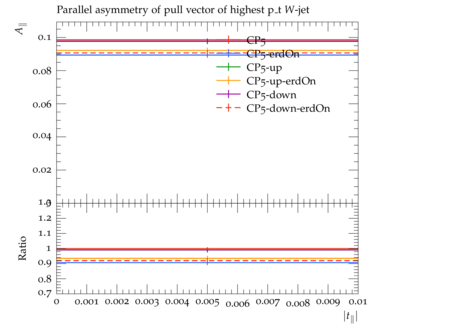 Parallel asymmetry of pull vector of highest p_t W-jet
A∥
0.1
0.08
0.06
0.04
0.02
0
CP5
CP5-erdOn
CP5-up
CP5-up-erdOn
CP5-down
CP5-down-erdOn
Ratio
1.3
1.2
1.1
1
0.9
0.8
0.7
0 0.001 0.002 0.003 0.004 0.005 0.006 0.007 0.008 0.009 0.01
|t∥|